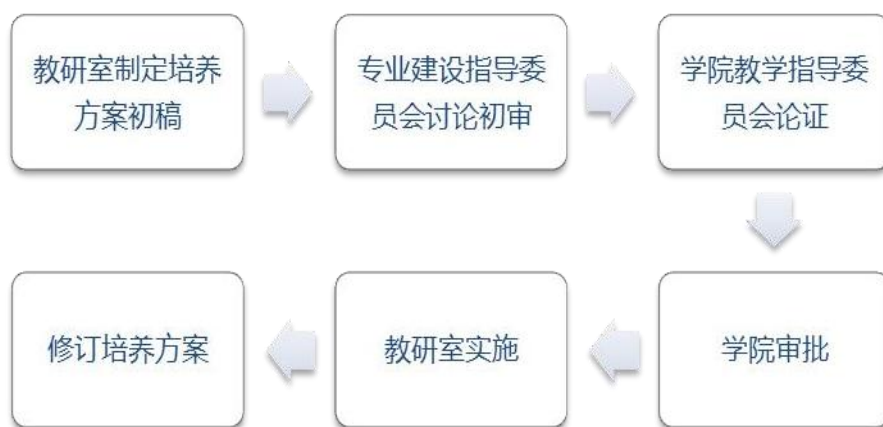 教研室制定培养
方案初稿
专业建设指导委
员会讨论初审
学院教学指导委
员会论证
学院审批
教研室实施
修订培养方案